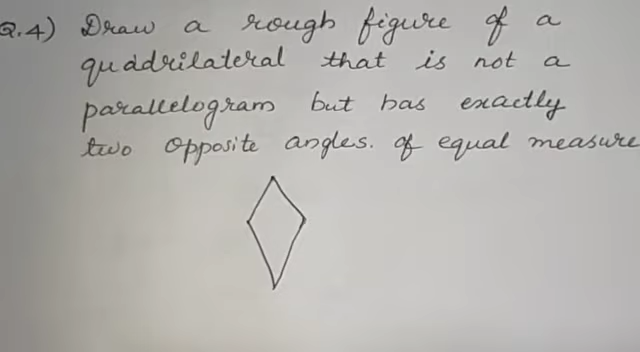 Q.4) Draw a rough figure of a
quadrilateral that is not a
parallelogram but has exactly
two opposite angles. of equal measure